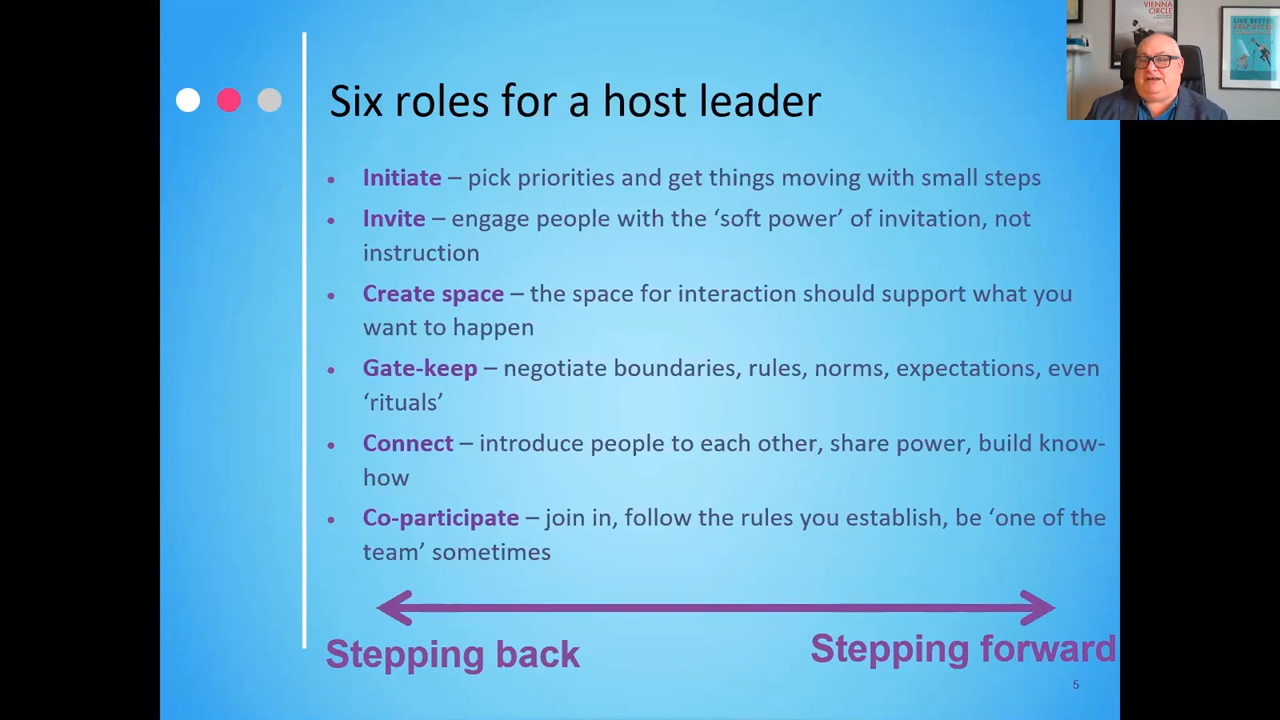 Six roles for a host leader
• Initiate – pick priorities and get things moving with small steps
• Invite – engage people with the ‘soft power’ of invitation, not
instruction
• Create space – the space for interaction should support what you
want to happen
• Gate-keep – negotiate boundaries, rules, norms, expectations, even
‘rituals’
• Connect – introduce people to each other, share power, build know-
how
• Co-participate – join in, follow the rules you establish, be ‘one of the
team’ sometimes
Stepping back
Stepping forward
5
VIENNA
CIRCLE
LIVE BETTER